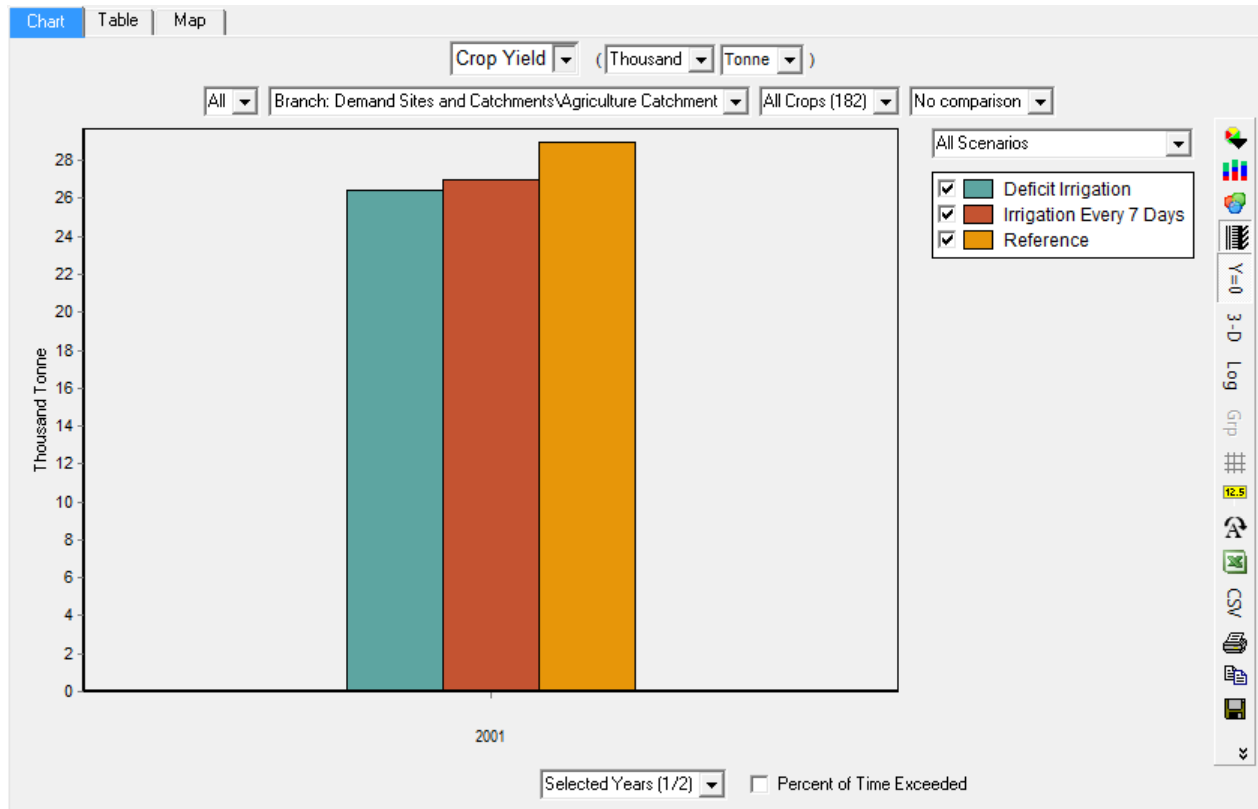 Chart Table Map
Crop Yield ( Thousand Tonne )
All Branch: Demand Sites and Catchments\Agriculture Catchment All Crops (182) No comparison
All Scenarios
Deficit Irrigation
Irrigation Every 7 Days
Reference
Thousand Tonne
28
26
24
22
20
18
16
14
12
10
8
6
4
2
0
2001
Y=0
3-D
Log
Grp
12.5
A
CSV
Selected Years (1/2) Percent of Time Exceeded